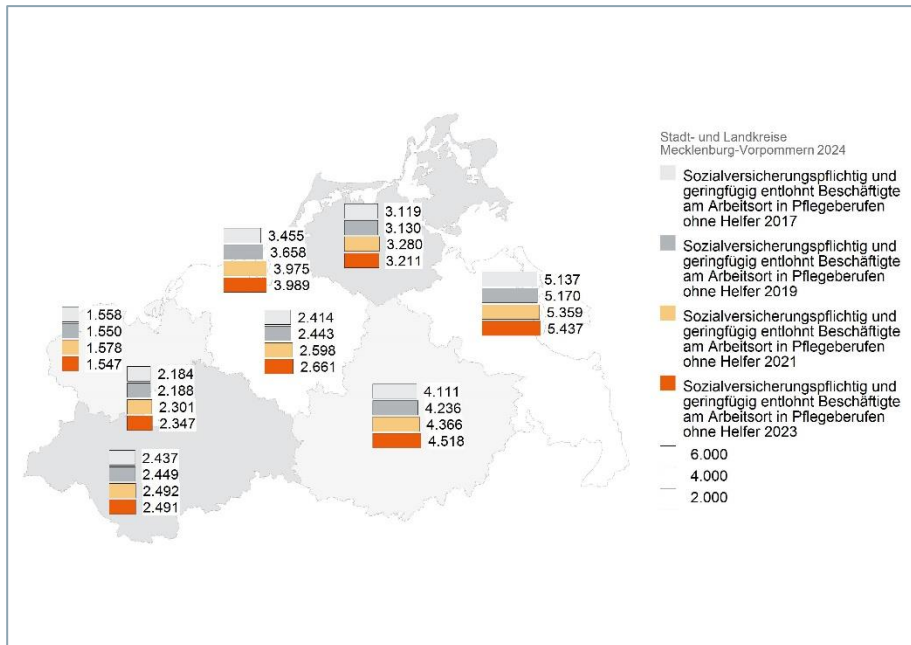 Stadt- und Landkreise
Mecklenburg-Vorpommern 2024
Sozialversicherungspflichtig und
geringfügig entlohnt Beschäftigte
am Arbeitsort in Pflegeberufen
ohne Helfer 2017
Sozialversicherungspflichtig und
geringfügig entlohnt Beschäftigte
am Arbeitsort in Pflegeberufen
ohne Helfer 2019
Sozialversicherungspflichtig und
geringfügig entlohnt Beschäftigte
am Arbeitsort in Pflegeberufen
ohne Helfer 2021
Sozialversicherungspflichtig und
geringfügig entlohnt Beschäftigte
am Arbeitsort in Pflegeberufen
ohne Helfer 2023
6.000
4.000
2.000
3.119
3.130
3.280
3.211
3.455
3.658
3.975
3.989
5.137
5.170
5.359
5.437
1.558
1.550
1.578
1.547
2.414
2.443
2.598
2.661
2.184
2.188
2.301
2.347
4.111
4.236
4.366
4.518
2.437
2.449
2.492
2.491